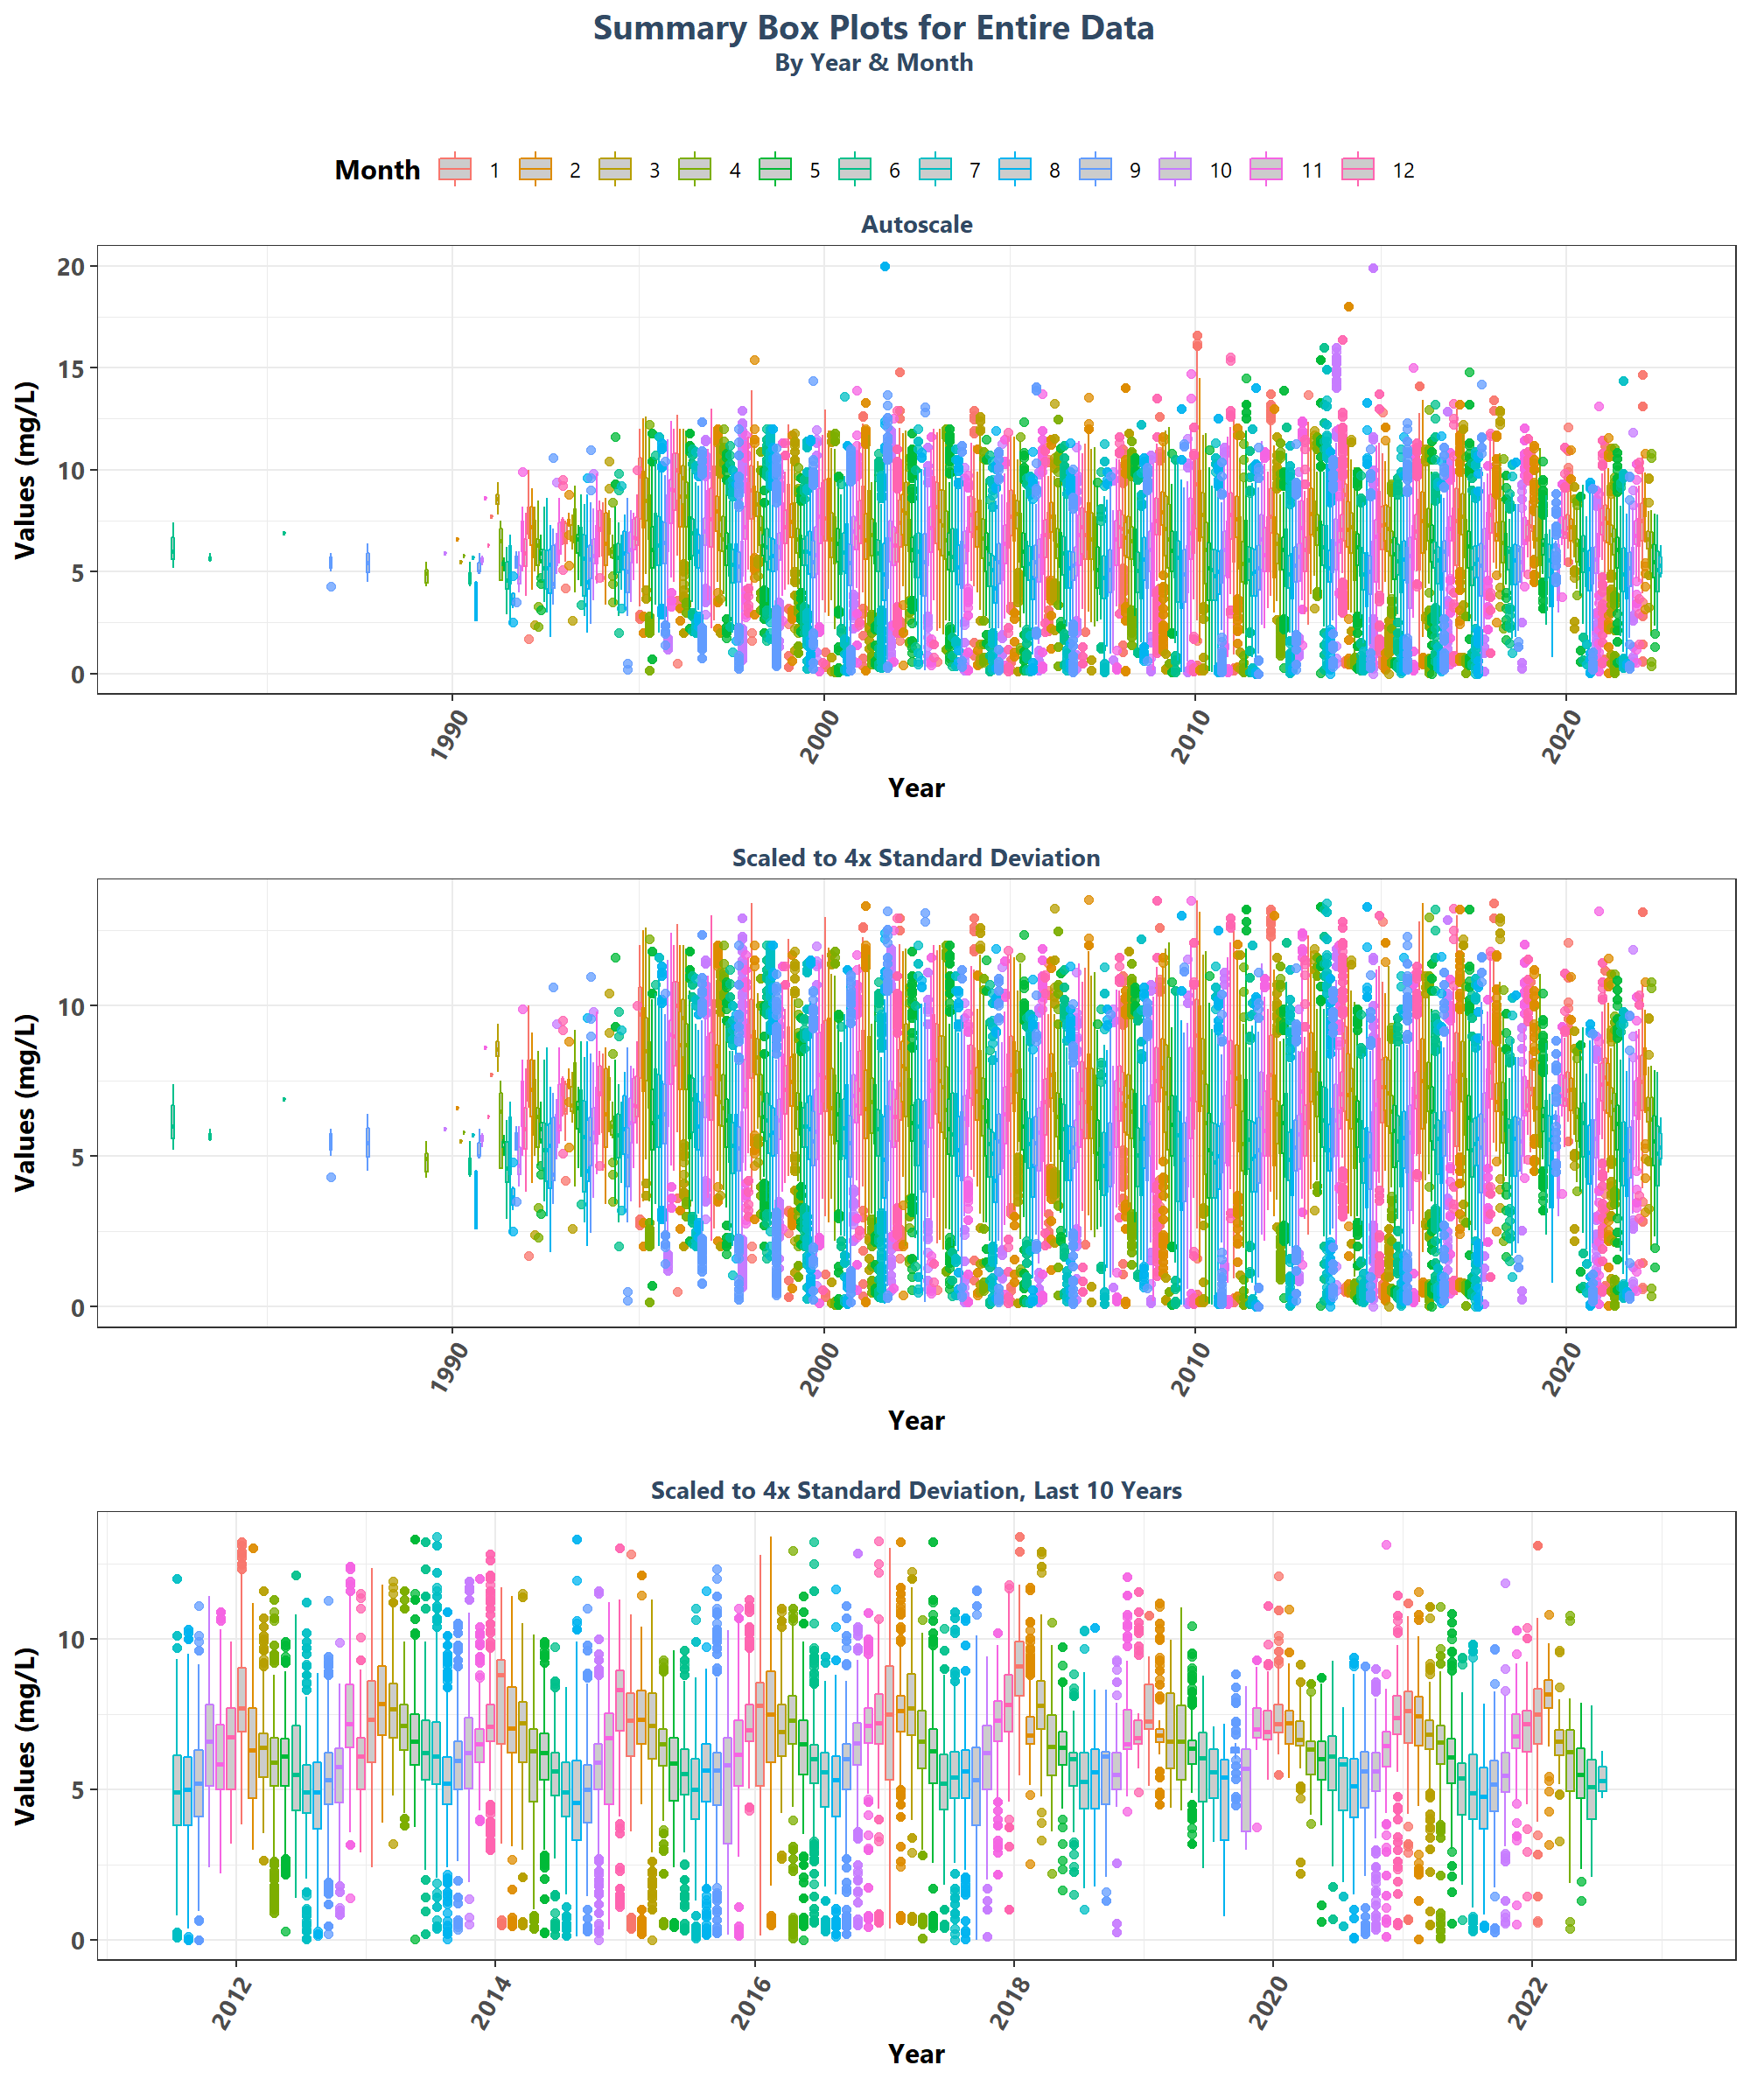 Summary Box Plots for Entire Data
By Year & Month
Month 1 2 3 4 5 6 7 8 9 10 11 12
Autoscale
Values (mg/L)
20
15
10
5
0
1990 2000 2010 2020
Year
Scaled to 4x Standard Deviation
Values (mg/L)
10
5
0
1990 2000 2010 2020
Year
Scaled to 4x Standard Deviation, Last 10 Years
Values (mg/L)
10
5
0
2012 2014 2016 2018 2020 2022
Year